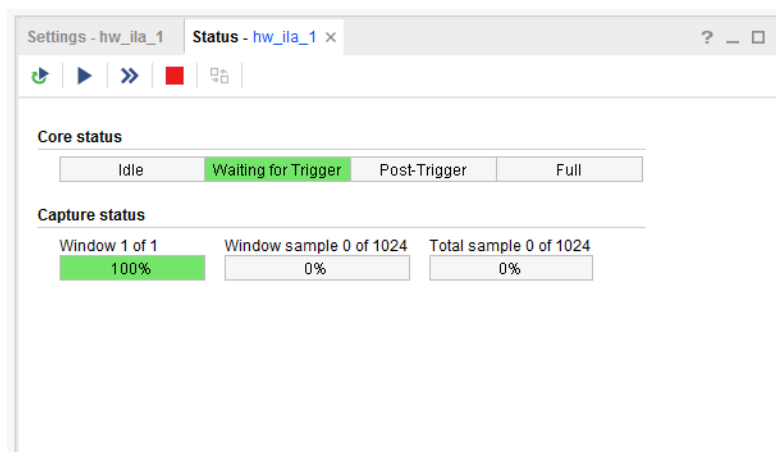 Settings - hw_ila_1 Status - hw_ila_1 × ?
Core status
Idle Waiting for Trigger Post-Trigger Full
Capture status
Window 1 of 1 Window sample 0 of 1024 Total sample 0 of 1024
100% 0% 0%